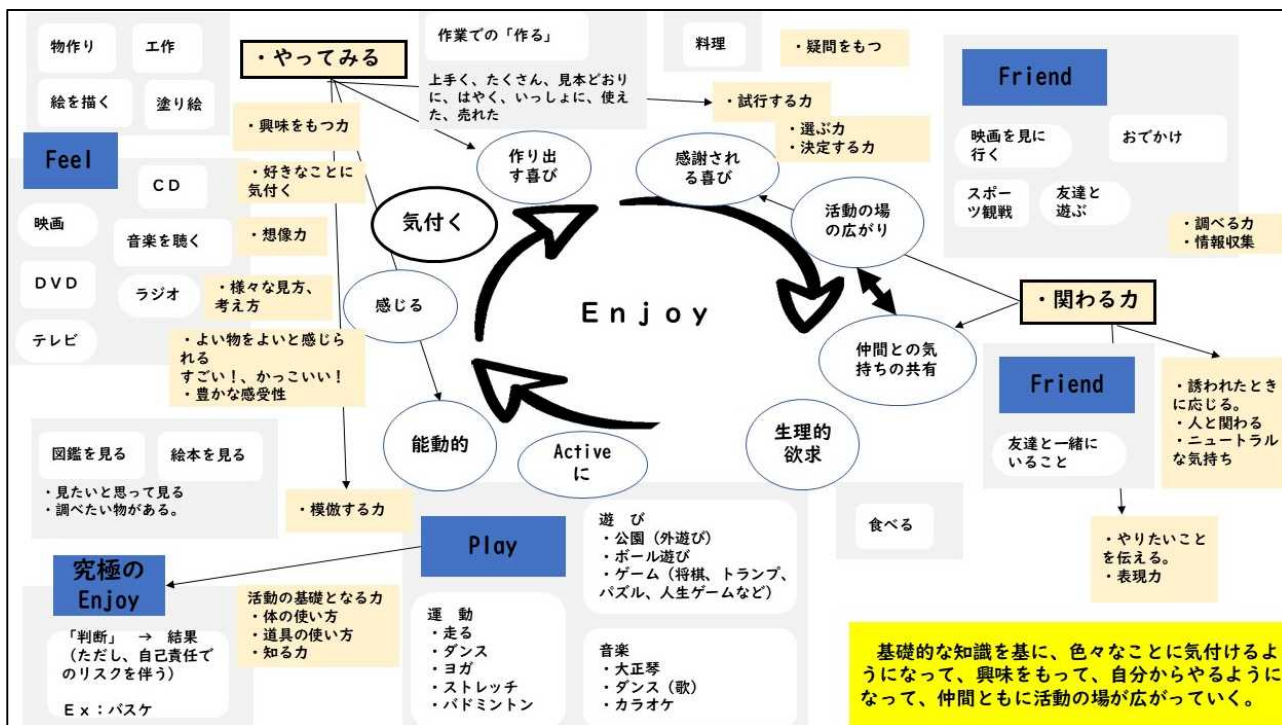 物作り
工作
絵を描く
塗り絵
・やってみる
作業での「作る」
上手く、たくさん、見本どおり
に、はやく、いっしょに、使え
た、売れた
料理
・疑問をもつ
・試行する力
・選ぶ力
・決定する力
Friend
映画を見に
行く
おでかけ
スポー
ツ観戦
友達と
遊ぶ
・調べる力
・情報収集
Feel
ＣＤ
映画
音楽を聴く
ＤＶＤ
ラジオ
テレビ
・興味をもつ力
・好きなことに
気付く
・想像力
・様々な見方、
考え方
・よい物をよいと感じら
れる
すごい！、かっこいい！
・豊かな感受性
気付く
作り出
す喜び
感謝され
る喜び
活動の場
の広がり
感じる
Ｅｎｊｏｙ
仲間との気
持ちの共有
能動的
Active
に
生理的
欲求
・関わる力
Friend
友達と一緒に
いること
・誘われたとき
に応じる。
・人と関わる
・ニュートラル
な気持ち
・やりたいこと
を伝える。
・表現力
図鑑を見る
絵本を見る
・見たいと思って見る
・調べたい物がある。
・模倣する力
究極の
Enjoy
「判断」　→　結果
（ただし、自己責任で
のリスクを伴う）
Ｅｘ：バスケ
活動の基礎となる力
・体の使い方
・道具の使い方
・知る力
Play
運　動
・走る
・ダンス
・ヨガ
・ストレッチ
・バドミントン
遊　び
・公園（外遊び）
・ボール遊び
・ゲーム（将棋、トランプ、
パズル、人生ゲームなど）
音楽
・大正琴
・ダンス（歌）
・カラオケ
食べる
基礎的な知識を基に、色々なことに気付けるよ
うになって、興味をもって、自分からやるように
なって、仲間ともに活動の場が広がっていく。